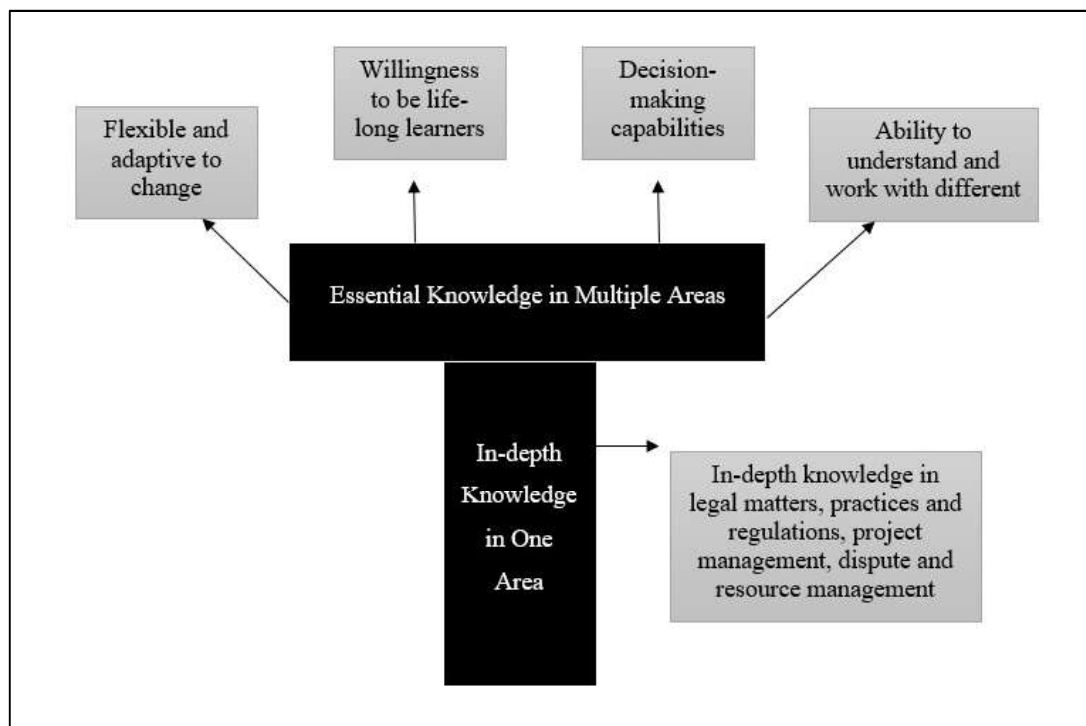 Flexible and
adaptive to
change
Willingness
to be life-
long learners
Decision-
making
capabilities
Ability to
understand and
work with different
Essential Knowledge in Multiple Areas
In-depth
Knowledge
in One
Area
In-depth knowledge in
legal matters, practices and
regulations, project
management, dispute and
resource management